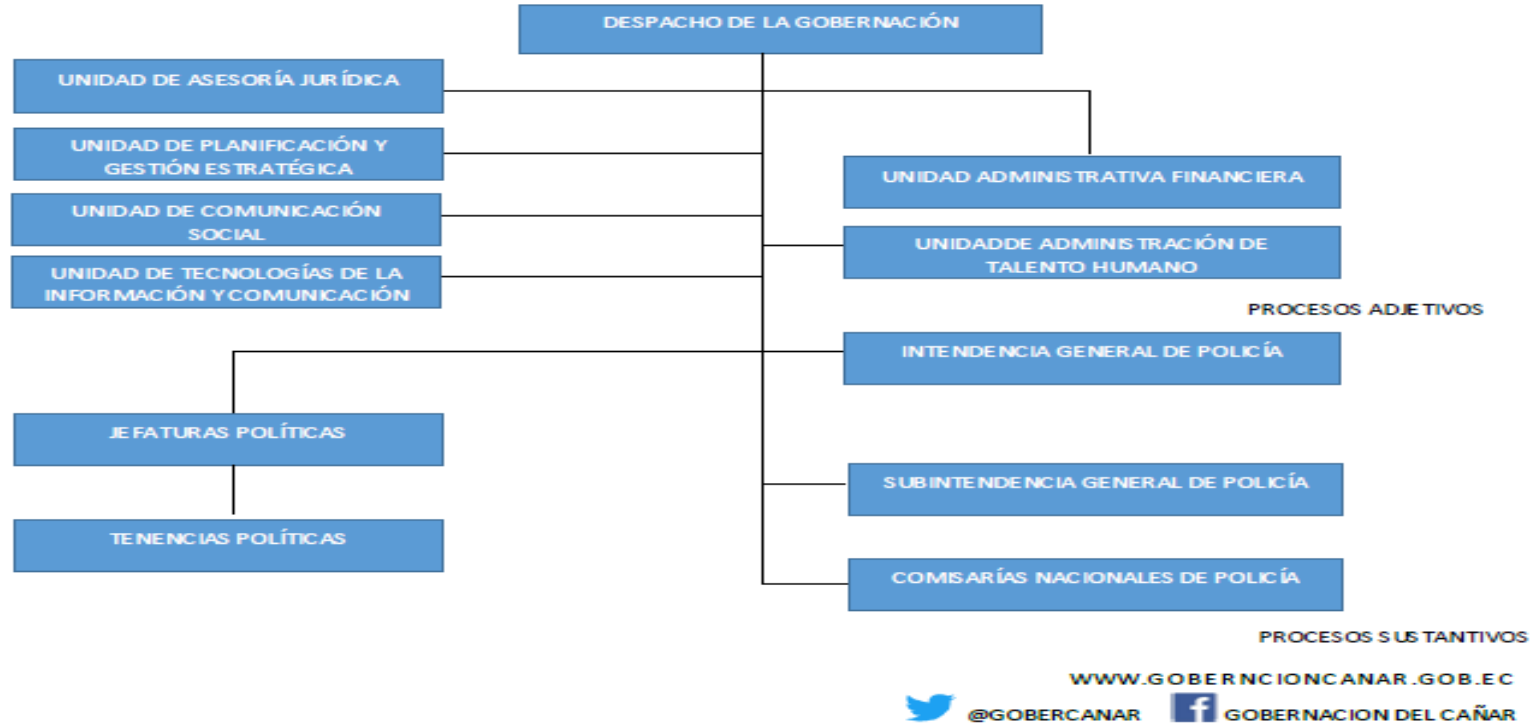 DESPACHO DE LA GOBERNACIÓN
UNIDAD DE ASESORÍA JURÍDICA
UNIDAD DE PLANIFICACIÓN Y
GESTIÓN ESTRATÉGICA
UNIDAD DE COMUNICACIÓN
SOCIAL
UNIDAD DE TECNOLOGÍAS DE LA
INFORMACIÓN Y COMUNICACIÓN
UNIDAD ADMINISTRATIVA FINANCIERA
UNIDADDE ADMINISTRACIÓN DE
TALENTO HUMANO
PROCESOS ADJETIVOS
INTENDENCIA GENERAL DE POLICÍA
JEFATURAS POLÍTICAS
SUBINTENDENCIA GENERAL DE POLICÍA
TENENCIAS POLÍTICAS
COMISARÍAS NACIONALES DE POLICÍA
PROCESOS SUSTANTIVOS
WWW.GOBERNCIONCANAR.GOB.EC
@GOBERCANAR f GOBERNACION DEL CAÑAR